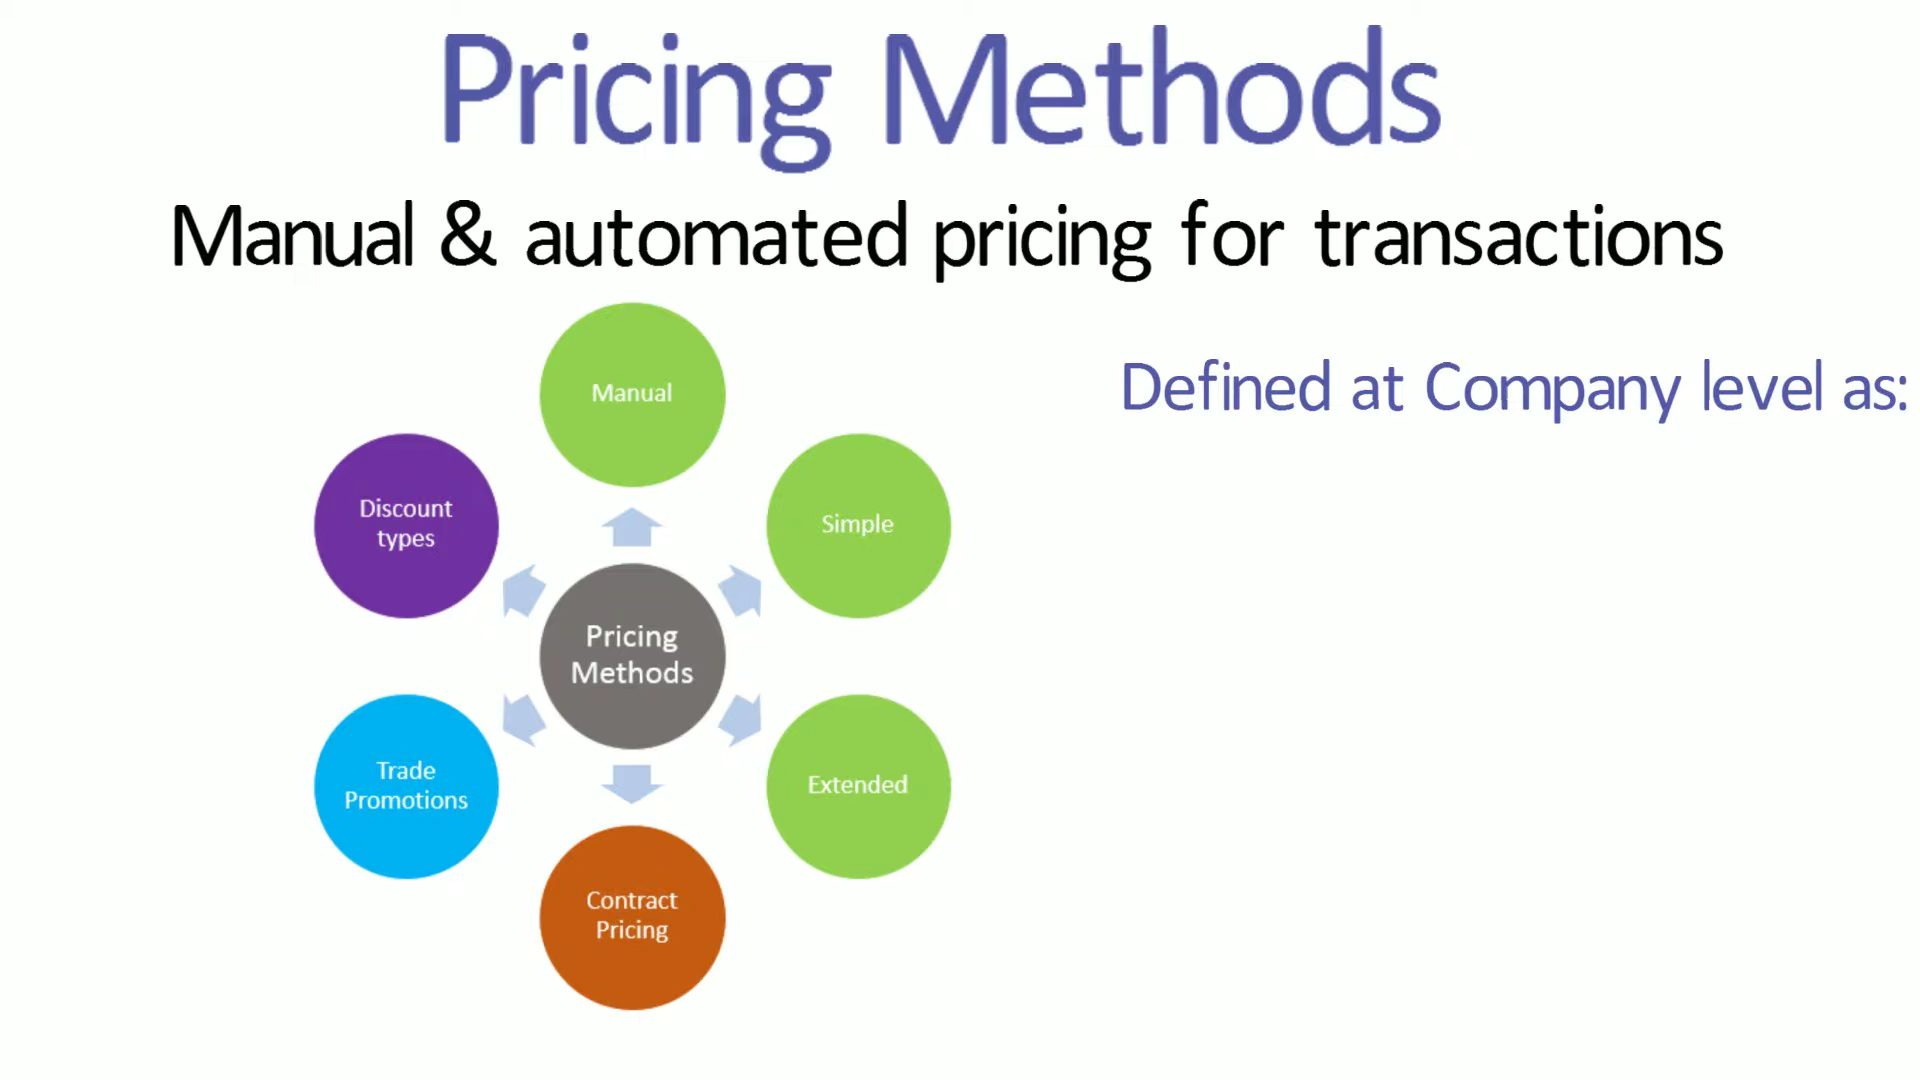 Pricing Methods
Manual & automated pricing for transactions
Defined at Company level as:
Manual
Discount
types
Simple
Pricing
Methods
Trade
Promotions
Extended
Contract
Pricing